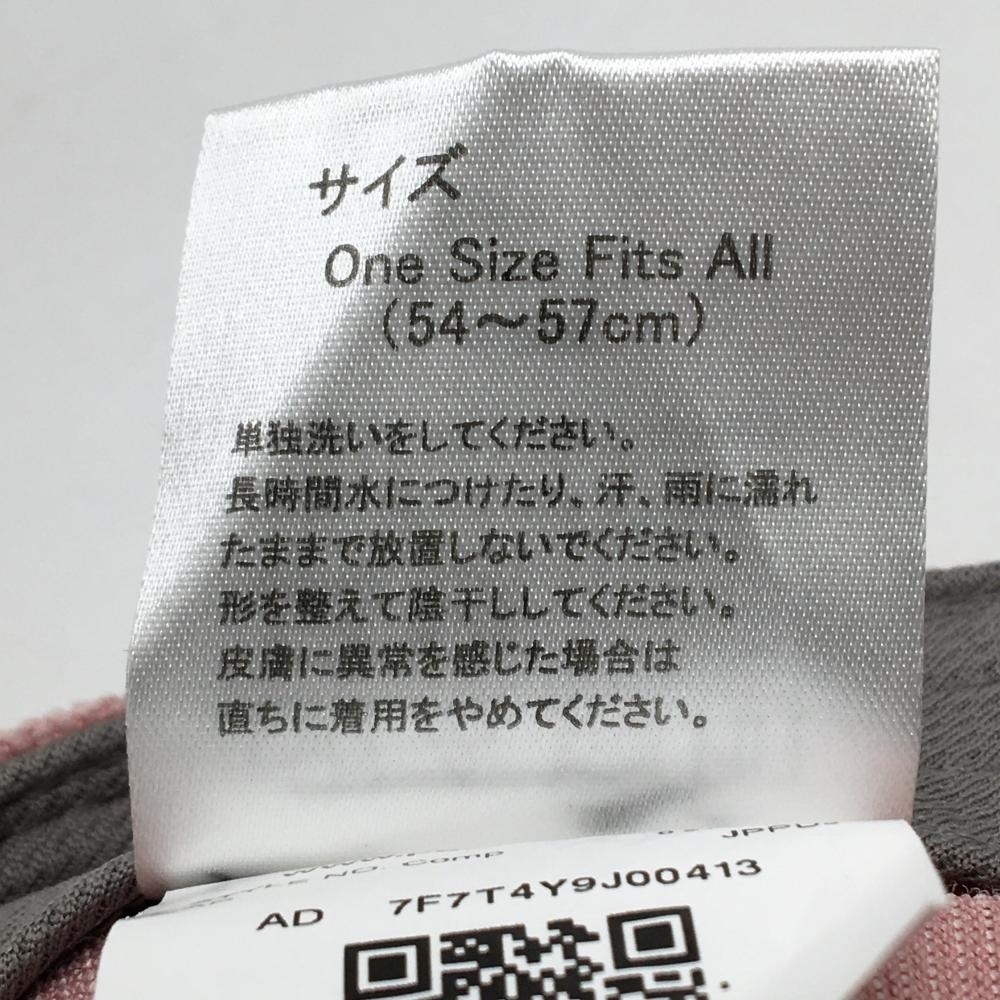 サイズ
One Size Fits All
(54～57cm)
単独洗いをしてください。
長時間水につけたり、汗、雨に濡れ
たままで放置しないでください。
形を整えて陰干ししてください。
皮膚に異常を感じた場合は
直ちに着用をやめてください。
NO. Comp
AD 7F7T4Y9J00413